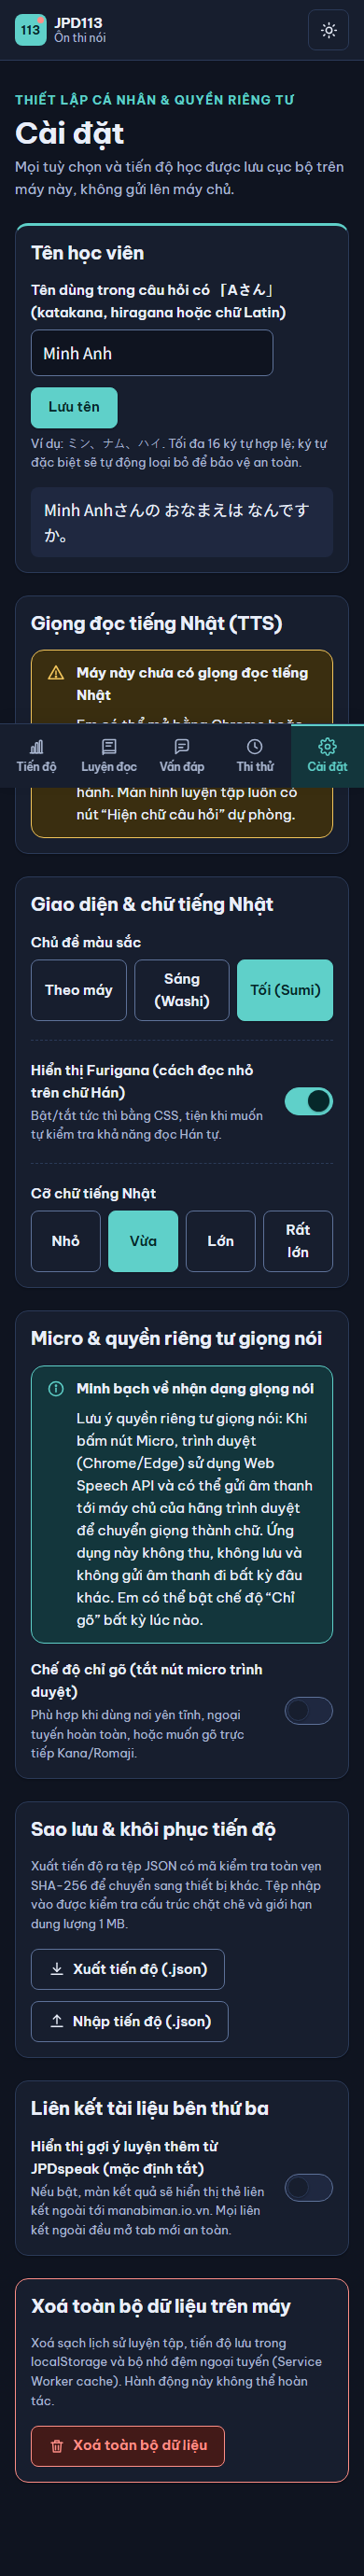 113
JPD113
Ôn thi nói
THIẾT LẬP CÁ NHÂN & QUYỀN RIÊNG TƯ
Cài đặt
Mọi tuỳ chọn và tiến độ học được lưu cục bộ trên
máy này, không gửi lên máy chủ.
Tên học viên
Tên dùng trong câu hỏi có 「Aさん」
(katakana, hiragana hoặc chữ Latin)
Minh Anh
Lưu tên
Ví dụ: ミン、ナム、ハイ. Tối đa 16 ký tự hợp lệ; ký tự
đặc biệt sẽ tự động loại bỏ để bảo vệ an toàn.
Minh Anhさんの おなまえは なんです
か。
Giọng đọc tiếng Nhật (TTS)
Máy này chưa có giọng đọc tiếng
Nhật
Tiến độ
Luyện đọc
Vấn đáp
Thi thử
Cài đặt
hành. Màn hình luyện tập luôn có
nút “Hiện chữ câu hỏi” dự phòng.
Giao diện & chữ tiếng Nhật
Chủ đề màu sắc
Theo máy
Sáng
(Washi)
Tối (Sumi)
Hiển thị Furigana (cách đọc nhỏ
trên chữ Hán)
Bật/tắt tức thì bằng CSS, tiện khi muốn
tự kiểm tra khả năng đọc Hán tự.
Cỡ chữ tiếng Nhật
Nhỏ
Vừa
Lớn
Rất
lớn
Micro & quyền riêng tư giọng nói
Minh bạch về nhận dạng giọng nói
Lưu ý quyền riêng tư giọng nói: Khi
bấm nút Micro, trình duyệt
(Chrome/Edge) sử dụng Web
Speech API và có thể gửi âm thanh
tới máy chủ của hãng trình duyệt
để chuyển giọng thành chữ. Ứng
dụng này không thu, không lưu và
không gửi âm thanh đi bất kỳ đâu
khác. Em có thể bật chế độ “Chỉ
gõ” bất kỳ lúc nào.
Chế độ chỉ gõ (tắt nút micro trình
duyệt)
Phù hợp khi dùng nơi yên tĩnh, ngoại
tuyến hoàn toàn, hoặc muốn gõ trực
tiếp Kana/Romaji.
Sao lưu & khôi phục tiến độ
Xuất tiến độ ra tệp JSON có mã kiểm tra toàn vẹn
SHA-256 để chuyển sang thiết bị khác. Tệp nhập
vào được kiểm tra cấu trúc chặt chẽ và giới hạn
dung lượng 1 MB.
Xuất tiến độ (.json)
Nhập tiến độ (.json)
Liên kết tài liệu bên thứ ba
Hiển thị gợi ý luyện thêm từ
JPDspeak (mặc định tắt)
Nếu bật, màn kết quả sẽ hiển thị thẻ liên
kết ngoài tới manabiman.io.vn. Mọi liên
kết ngoài đều mở tab mới an toàn.
Xoá toàn bộ dữ liệu trên máy
Xoá sạch lịch sử luyện tập, tiến độ lưu trong
localStorage và bộ nhớ đệm ngoại tuyến (Service
Worker cache). Hành động này không thể hoàn
tác.
Xoá toàn bộ dữ liệu